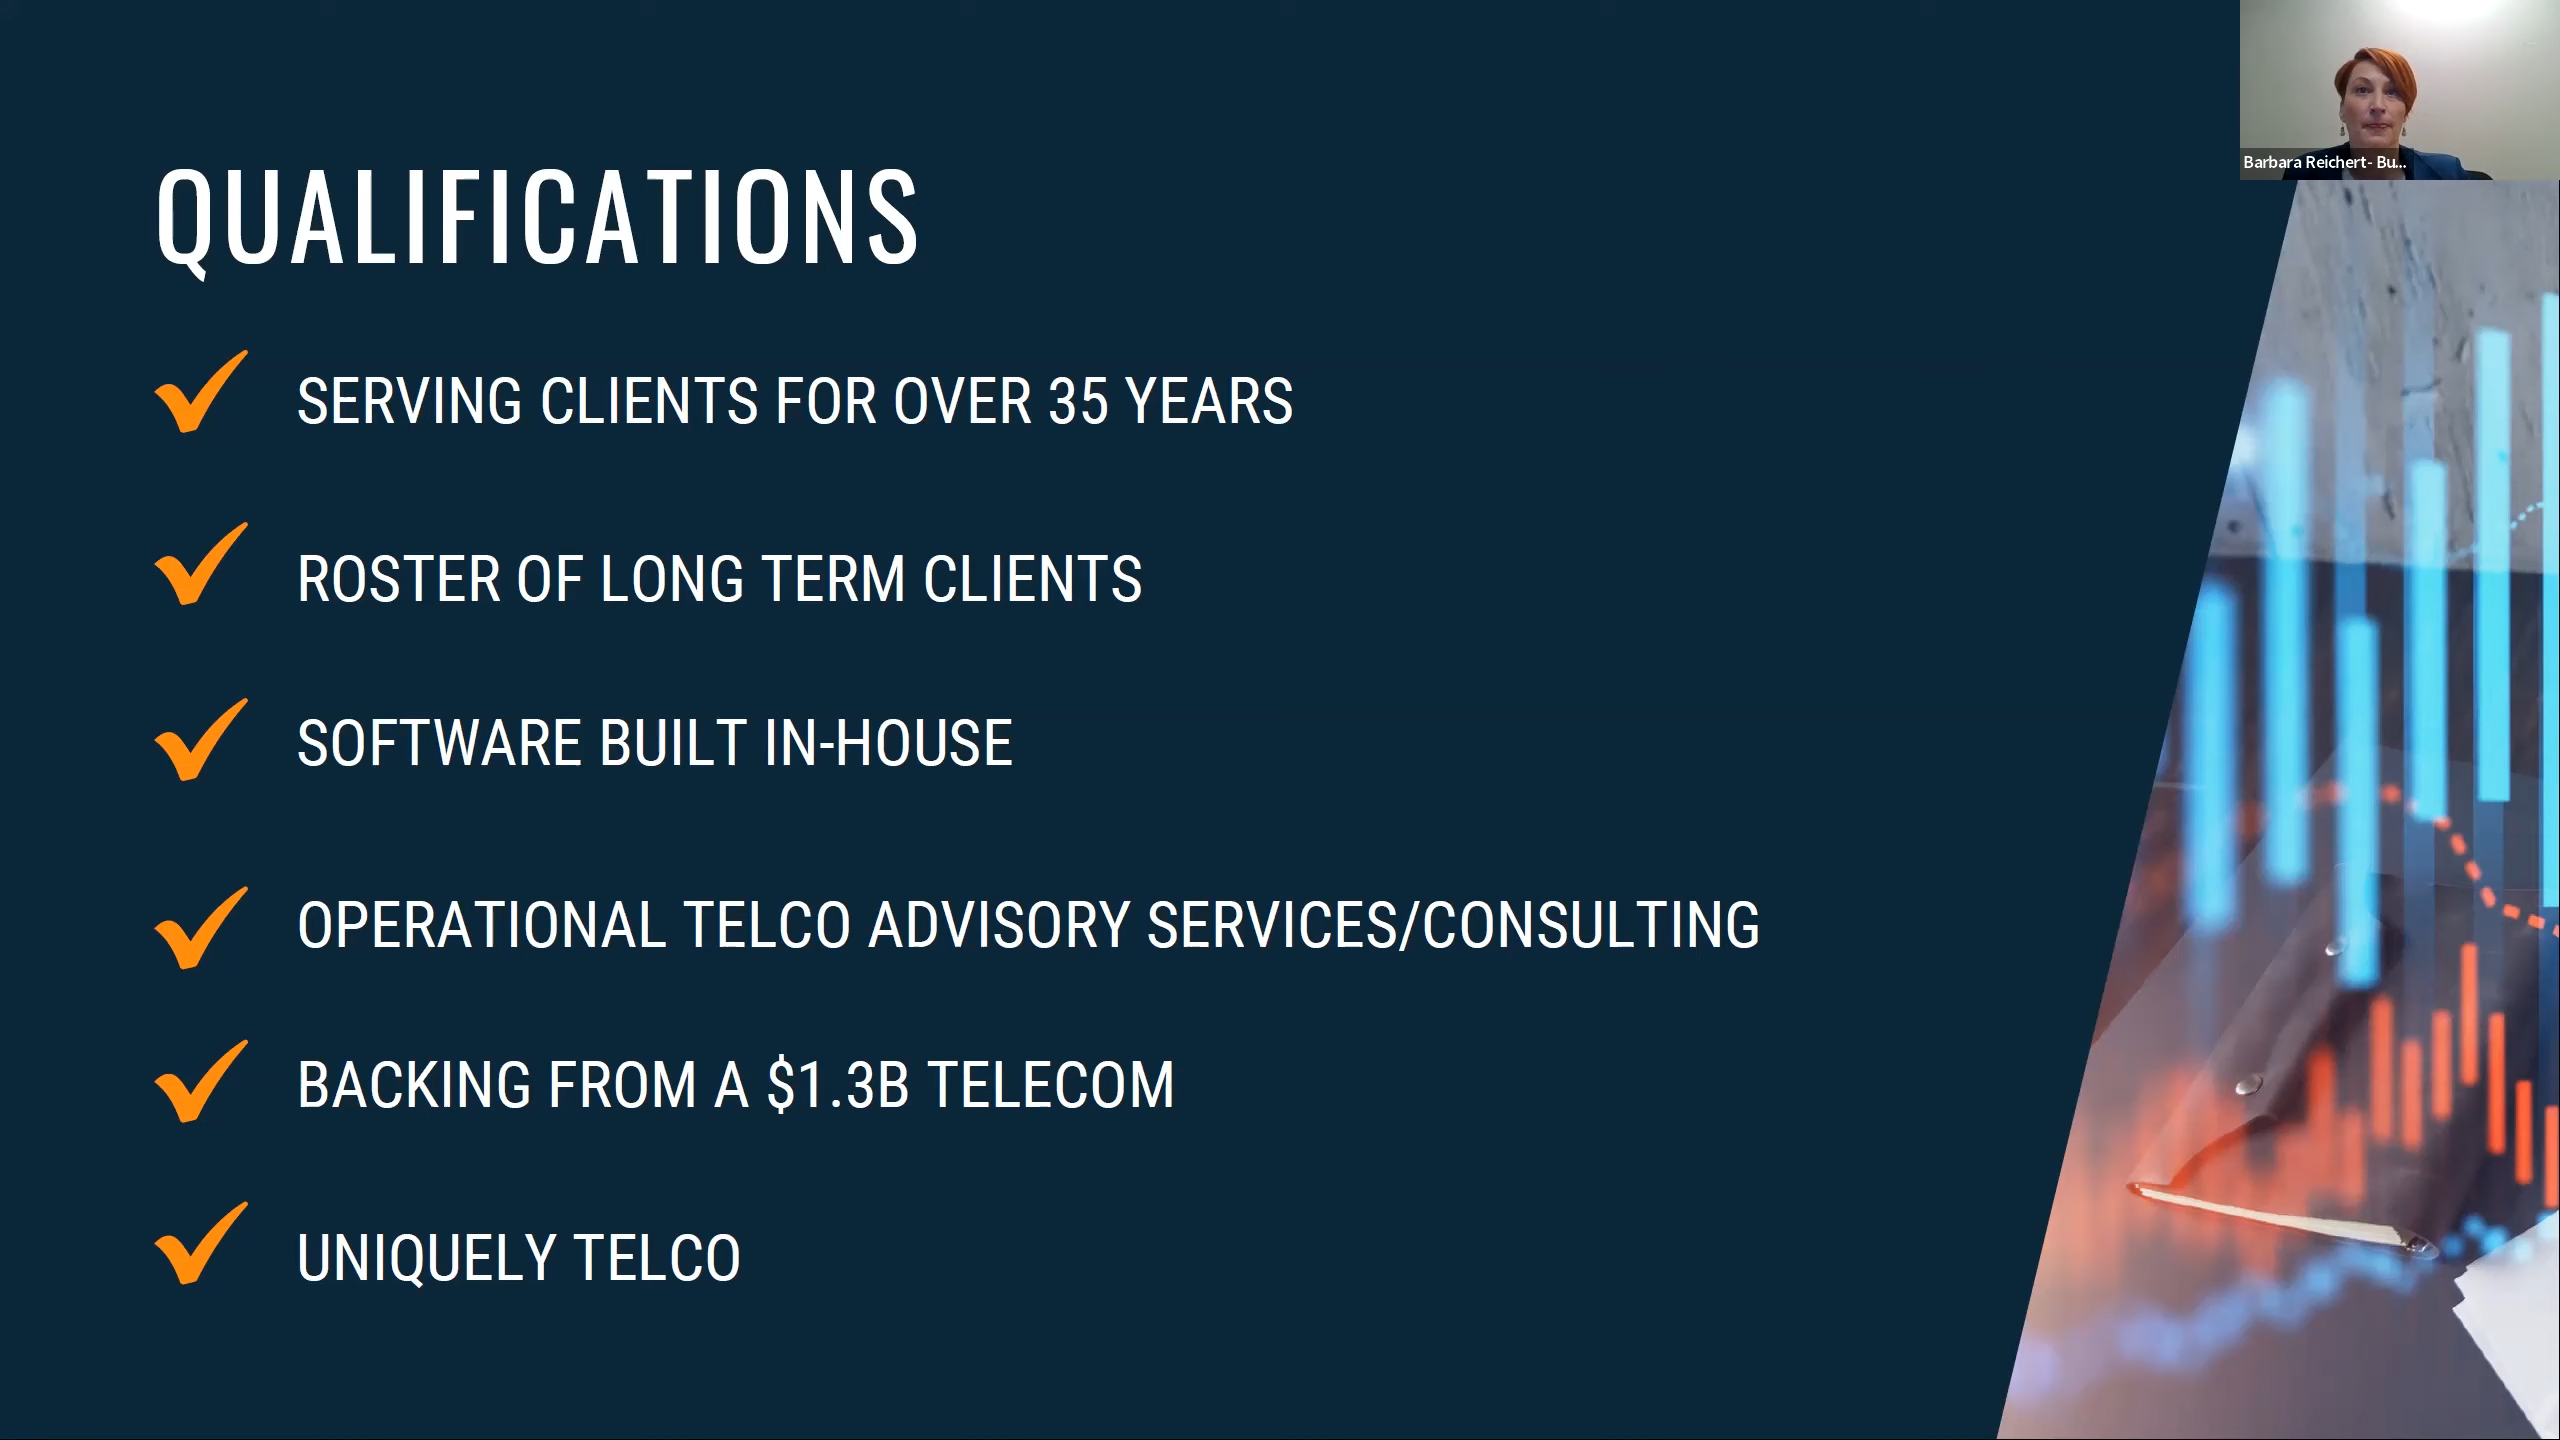 Barbara Reichert- Bu...
QUALIFICATIONS
SERVING CLIENTS FOR OVER 35 YEARS
ROSTER OF LONG TERM CLIENTS
SOFTWARE BUILT IN-HOUSE
OPERATIONAL TELCO ADVISORY SERVICES/CONSULTING
BACKING FROM A $1.3B TELECOM
UNIQUELY TELCO